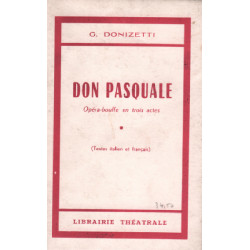 G. DONIZETTI
DON PASQUALE
Opéra-bouffe en trois actes
(Textes italien et français)
LIBRAIRIE THÉATRALE